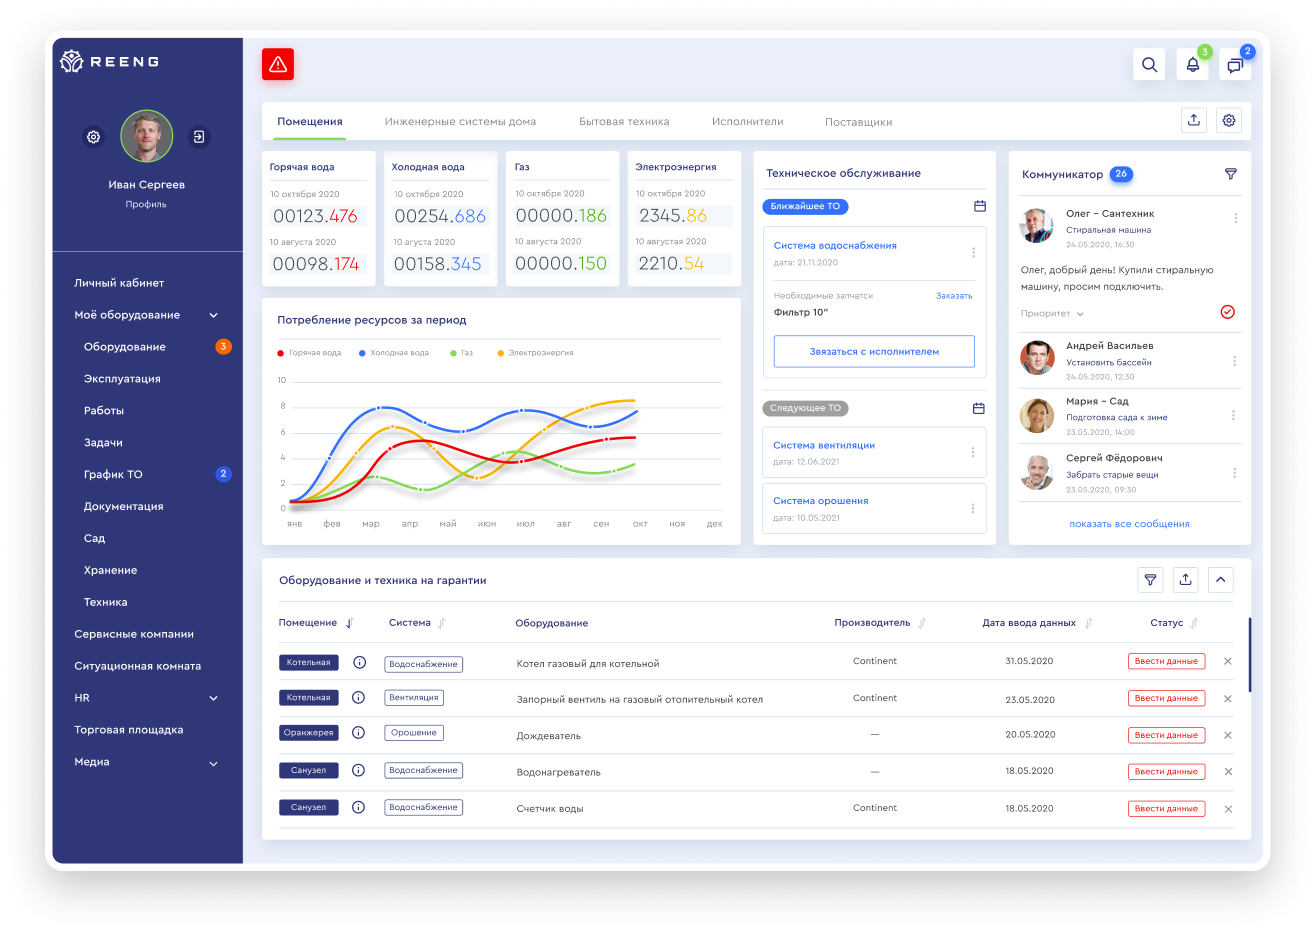 REENG
3
2
Иван Сергеев
Профиль
Личный кабинет
Моё оборудование
Оборудование 3
Эксплуатация
Работы
Задачи
График ТО 2
Документация
Сад
Хранение
Техника
Сервисные компании
Ситуационная комната
HR
Торговая площадка
Медиа
Помещения Инженерные системы дома Бытовая техника Исполнители Поставщики
Горячая вода
10 октября 2020
00123.476
10 августа 2020
00098.174
Холодная вода
10 октября 2020
00254.686
10 агуста 2020
00158.345
Газ
10 октября 2020
00000.186
10 августа 2020
00000.150
Электроэнергия
10 октября 2020
2345.86
10 августая 2020
2210.54
Потребление ресурсов за период
Горячая вода Холодная вода Газ Электроэнергия
10
8
6
4
2
0
янв фев мар апр май июн июл авг сен окт ноя дек
Техническое обслуживание
Ближайшее ТО
Система водоснабжения
дата: 21.11.2020
Необходимые запчатси Заказать
Фильтр 10"
Звязаться с исполнителем
Следующее ТО
Система вентиляции
дата: 12.06.2021
Система орошения
дата: 10.05.2021
Коммуникатор 26
Олег – Сантехник
Стиральная машина
24.05.2020, 16:30
Олег, добрый день! Купили стиральную
машину, просим подключить.
Приоритет
Андрей Васильев
Установить бассейн
24.05.2020, 12:30
Мария – Сад
Подготовка сада к зиме
23.05.2020, 14:00
Сергей Фёдорович
Забрать старые вещи
23.05.2020, 09:30
показать все сообщения
Оборудование и техника на гарантии
Помещение Система Оборудование Производитель Дата ввода данных Статус
Котельная Водоснабжение Котел газовый для котельной Continent 31.05.2020 Ввести данные
Котельная Вентиляция Запорный вентиль на газовый отопительный котел Continent 23.05.2020 Ввести данные
Оранжерея Орошение Дождеватель — 20.05.2020 Ввести данные
Санузел Водоснабжение Водонагреватель — 18.05.2020 Ввести данные
Санузел Водоснабжение Счетчик воды Continent 18.05.2020 Ввести данные